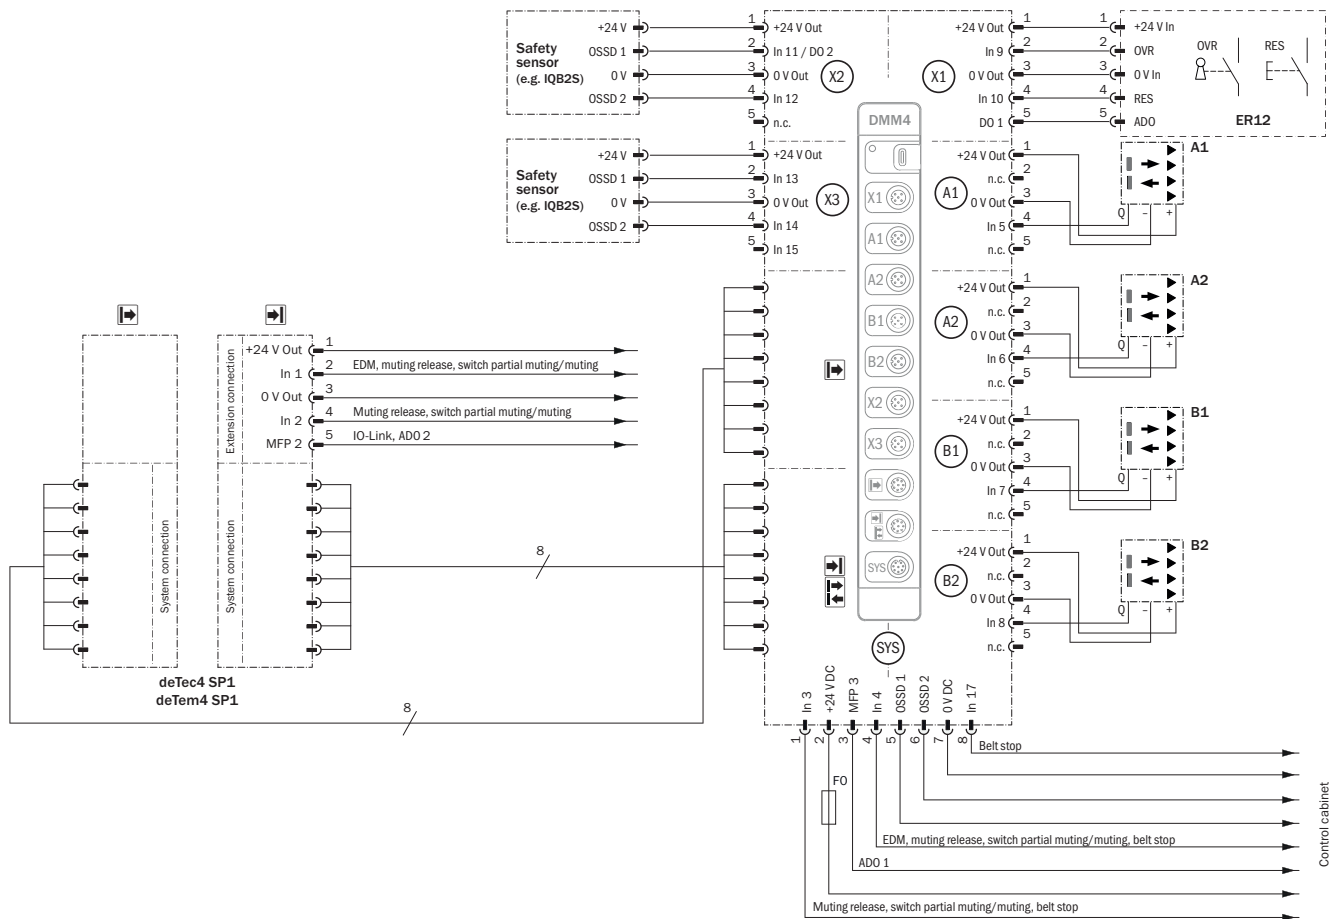 Safety
sensor
(e.g. IQB2S)
+24 V
OSSD 1
0 V
OSSD 2
1
2
3
4
5
+24 V Out
In 11 / DO 2
0 V Out
In 12
n.c.
X2
X1
+24 V Out
In 9
0 V Out
In 10
DO 1
1
2
3
4
5
1
2
3
4
5
+24 V In
OVR
0 V In
RES
ADO
OVR
RES
ER12
Safety
sensor
(e.g. IQB2S)
+24 V
OSSD 1
0 V
OSSD 2
1
2
3
4
5
+24 V Out
In 13
0 V Out
In 14
In 15
X3
DMM4
X1
A1
A2
B1
B2
X2
X3
SYS
SYS
A1
+24 V Out
n.c.
0 V Out
In 5
n.c.
1
2
3
4
5
A1
Q
–
+
A2
+24 V Out
n.c.
0 V Out
In 6
n.c.
1
2
3
4
5
A2
Q
–
+
B1
+24 V Out
n.c.
0 V Out
In 7
n.c.
1
2
3
4
5
B1
Q
–
+
B2
+24 V Out
n.c.
0 V Out
In 8
n.c.
1
2
3
4
5
B2
Q
–
+
Extension connection
+24 V Out
In 1
0 V Out
In 2
MFP 2
1
2
3
4
5
EDM, muting release, switch partial muting/muting
Muting release, switch partial muting/muting
IO-Link, ADO 2
System connection
System connection
deTec4 SP1
deTem4 SP1
8
8
In 3
+24 V DC
MFP 3
In 4
OSSD 1
OSSD 2
0 V DC
In 17
1
2
3
4
5
6
7
8
F0
Belt stop
EDM, muting release, switch partial muting/muting, belt stop
ADO 1
Muting release, switch partial muting/muting, belt stop
Control cabinet